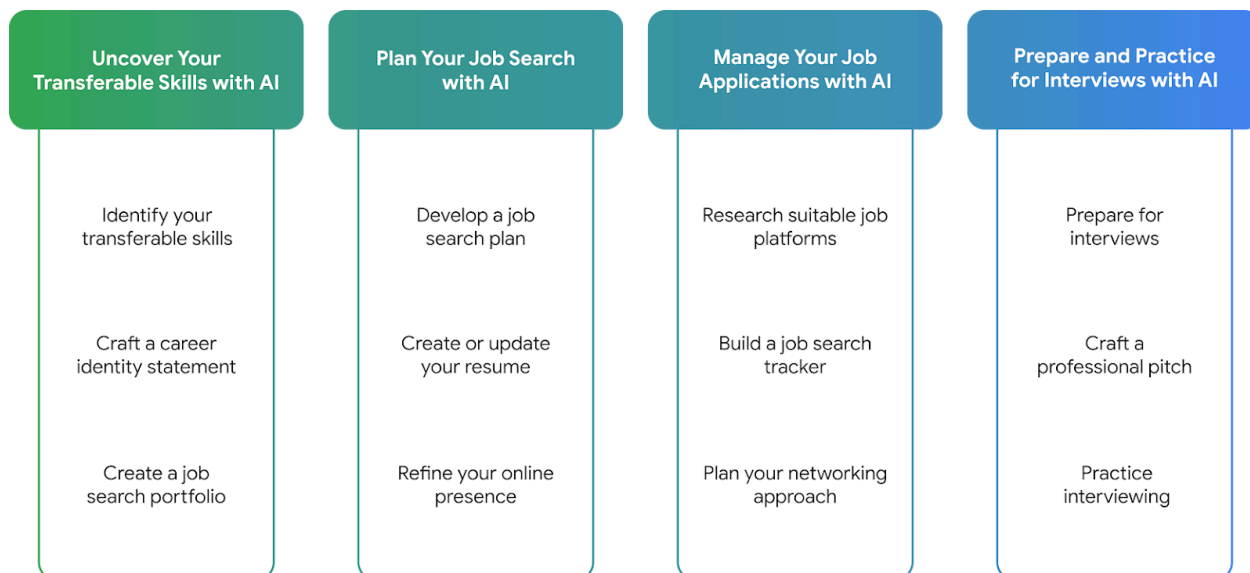 Uncover Your
Transferable Skills with AI
Identify your
transferable skills
Craft a career
identity statement
Create a job
search portfolio
Plan Your Job Search
with AI
Develop a job
search plan
Create or update
your resume
Refine your online
presence
Manage Your Job
Applications with AI
Research suitable job
platforms
Build a job search
tracker
Plan your networking
approach
Prepare and Practice
for Interviews with AI
Prepare for
interviews
Craft a
professional pitch
Practice
interviewing